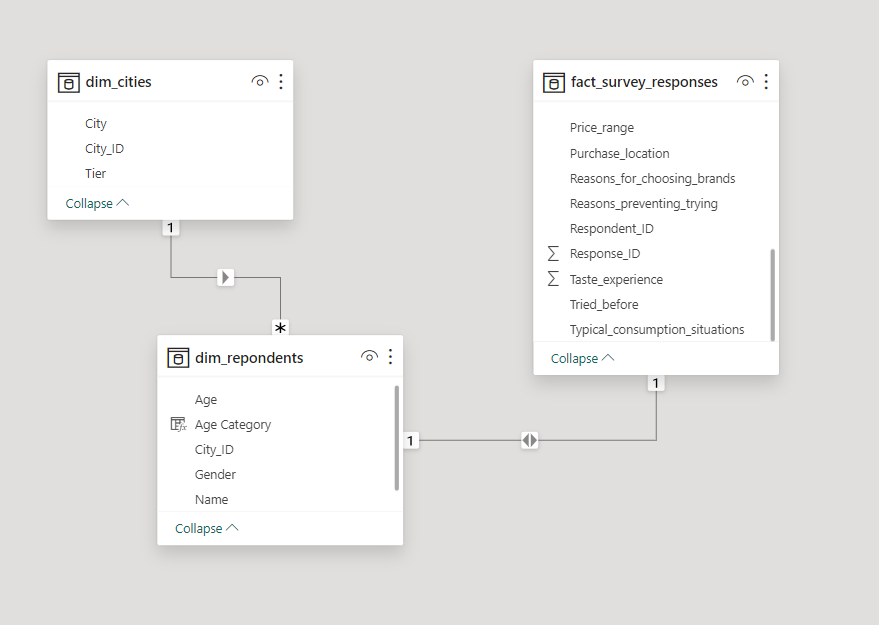 dim_cities
City
City_ID
Tier
Collapse
1
*
fact_survey_responses
Price_range
Purchase_location
Reasons_for_choosing_brands
Reasons_preventing_trying
Respondent_ID
Σ Response_ID
Σ Taste_experience
Tried_before
Typical_consumption_situations
Collapse
1
dim_repondents
Age
Age Category
City_ID
Gender
Name
Collapse
1